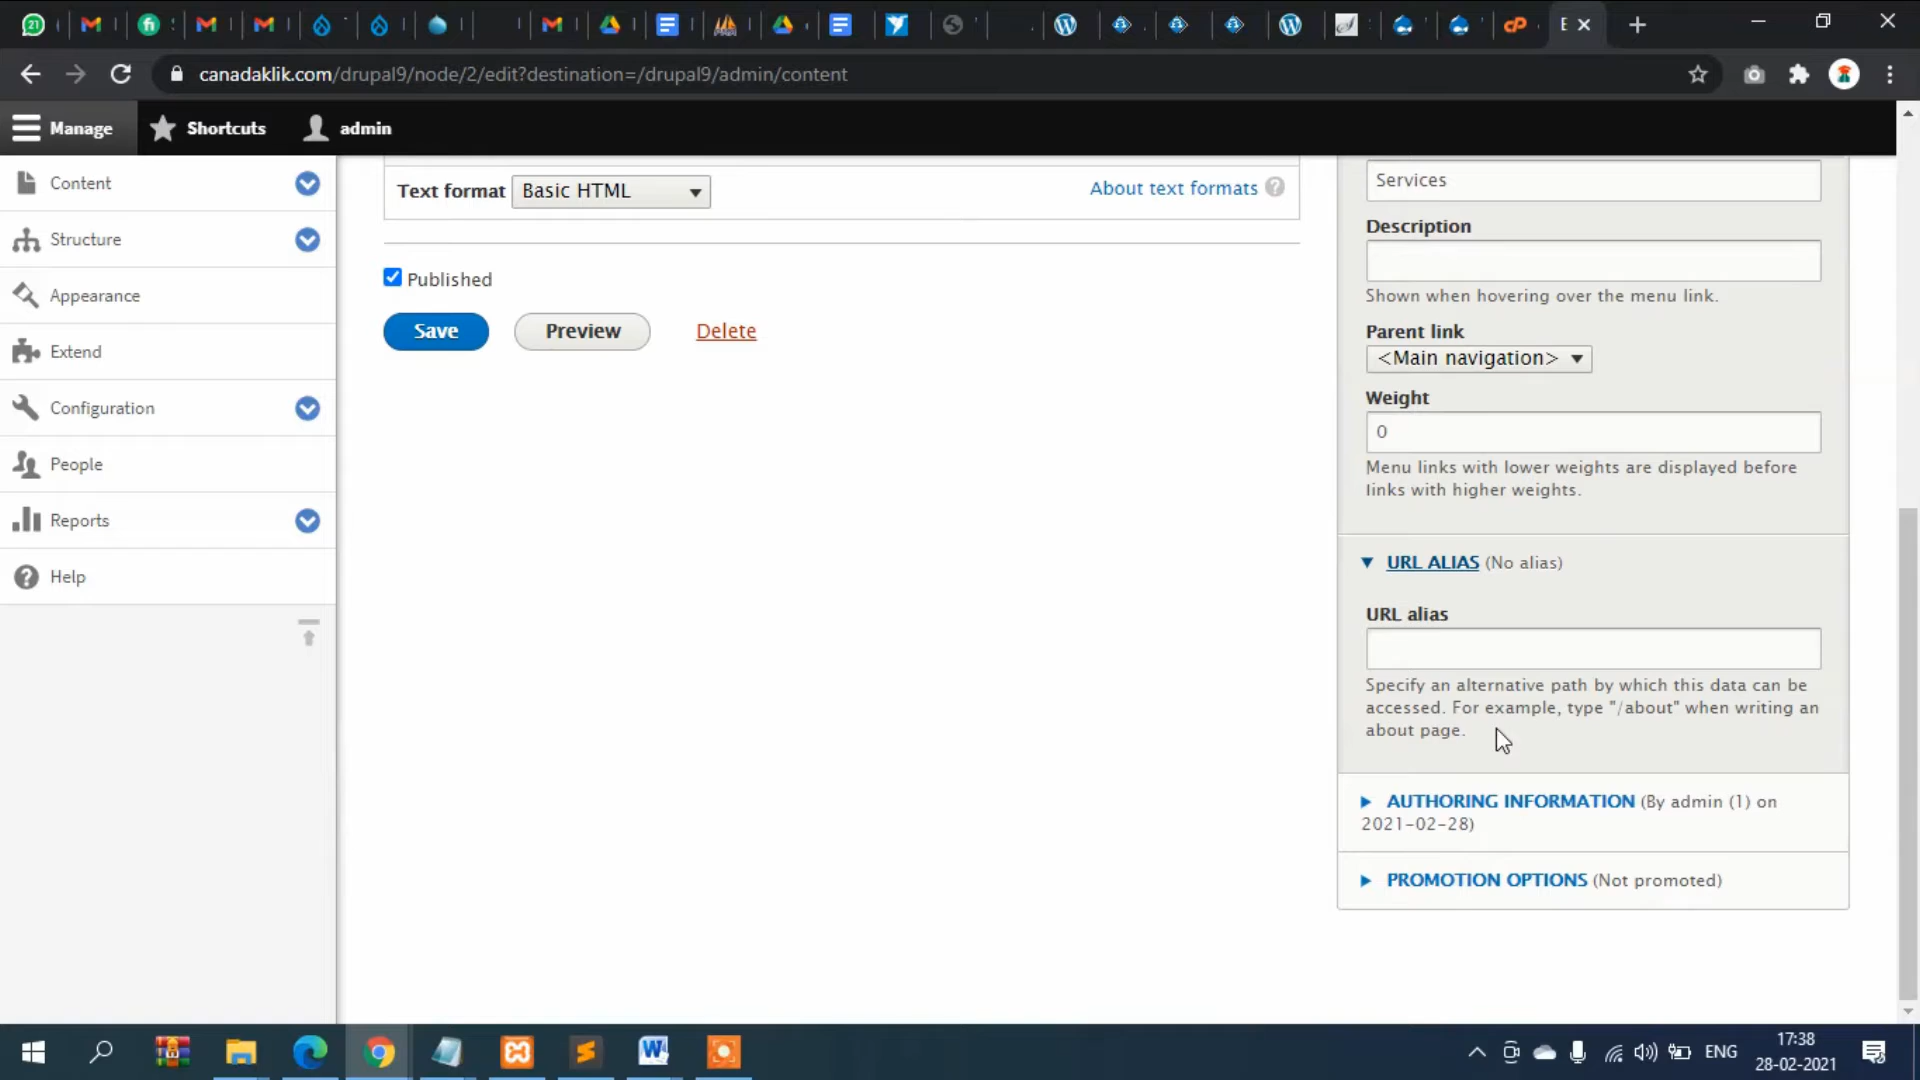 canadaklik.com/drupal9/node/2/edit?destination=/drupal9/admin/content
Manage
Shortcuts
admin
Content
Structure
Appearance
Extend
Configuration
People
Reports
Help
Text format
Basic HTML
About text formats
Published
Save
Preview
Delete
Services
Description
Shown when hovering over the menu link.
Parent link
<Main navigation>
Weight
0
Menu links with lower weights are displayed before
links with higher weights.
URL ALIAS (No alias)
URL alias
Specify an alternative path by which this data can be
accessed. For example, type "/about" when writing an
about page.
AUTHORING INFORMATION (By admin (1) on
2021-02-28)
PROMOTION OPTIONS (Not promoted)
ENG
17:38
28-02-2021